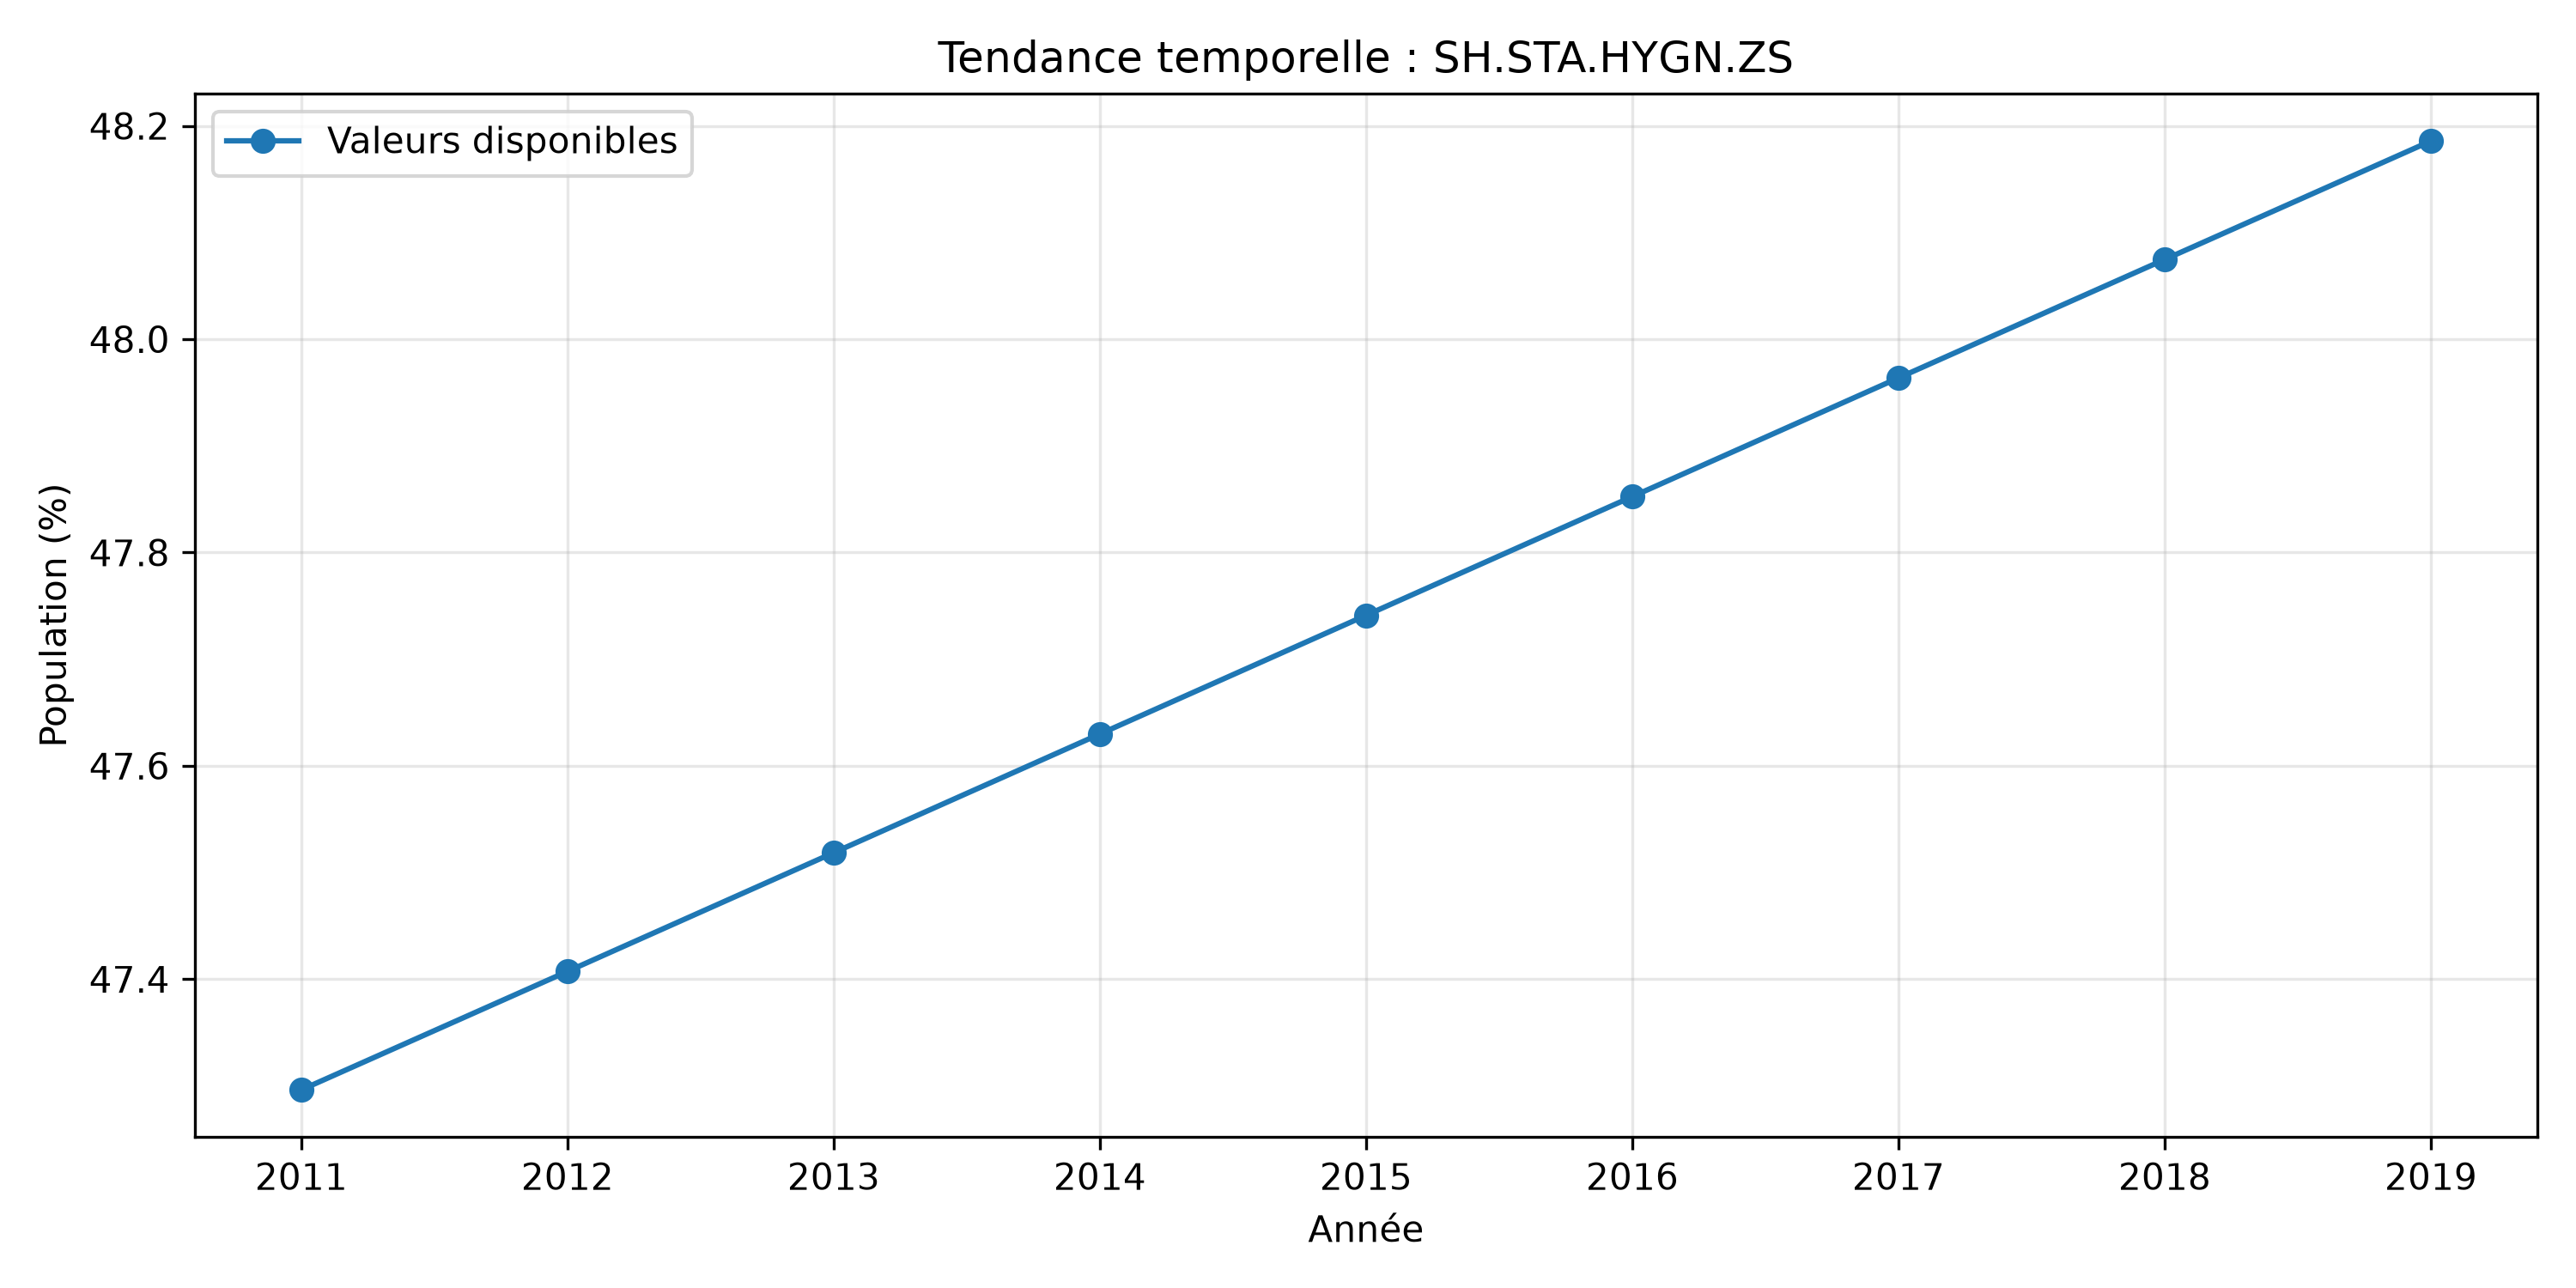 Tendance temporelle : SH.STA.HYGN.ZS
Valeurs disponibles
48.2
48.0
47.8
47.6
47.4
Population (%)
2011 2012 2013 2014 2015 2016 2017 2018 2019
Année